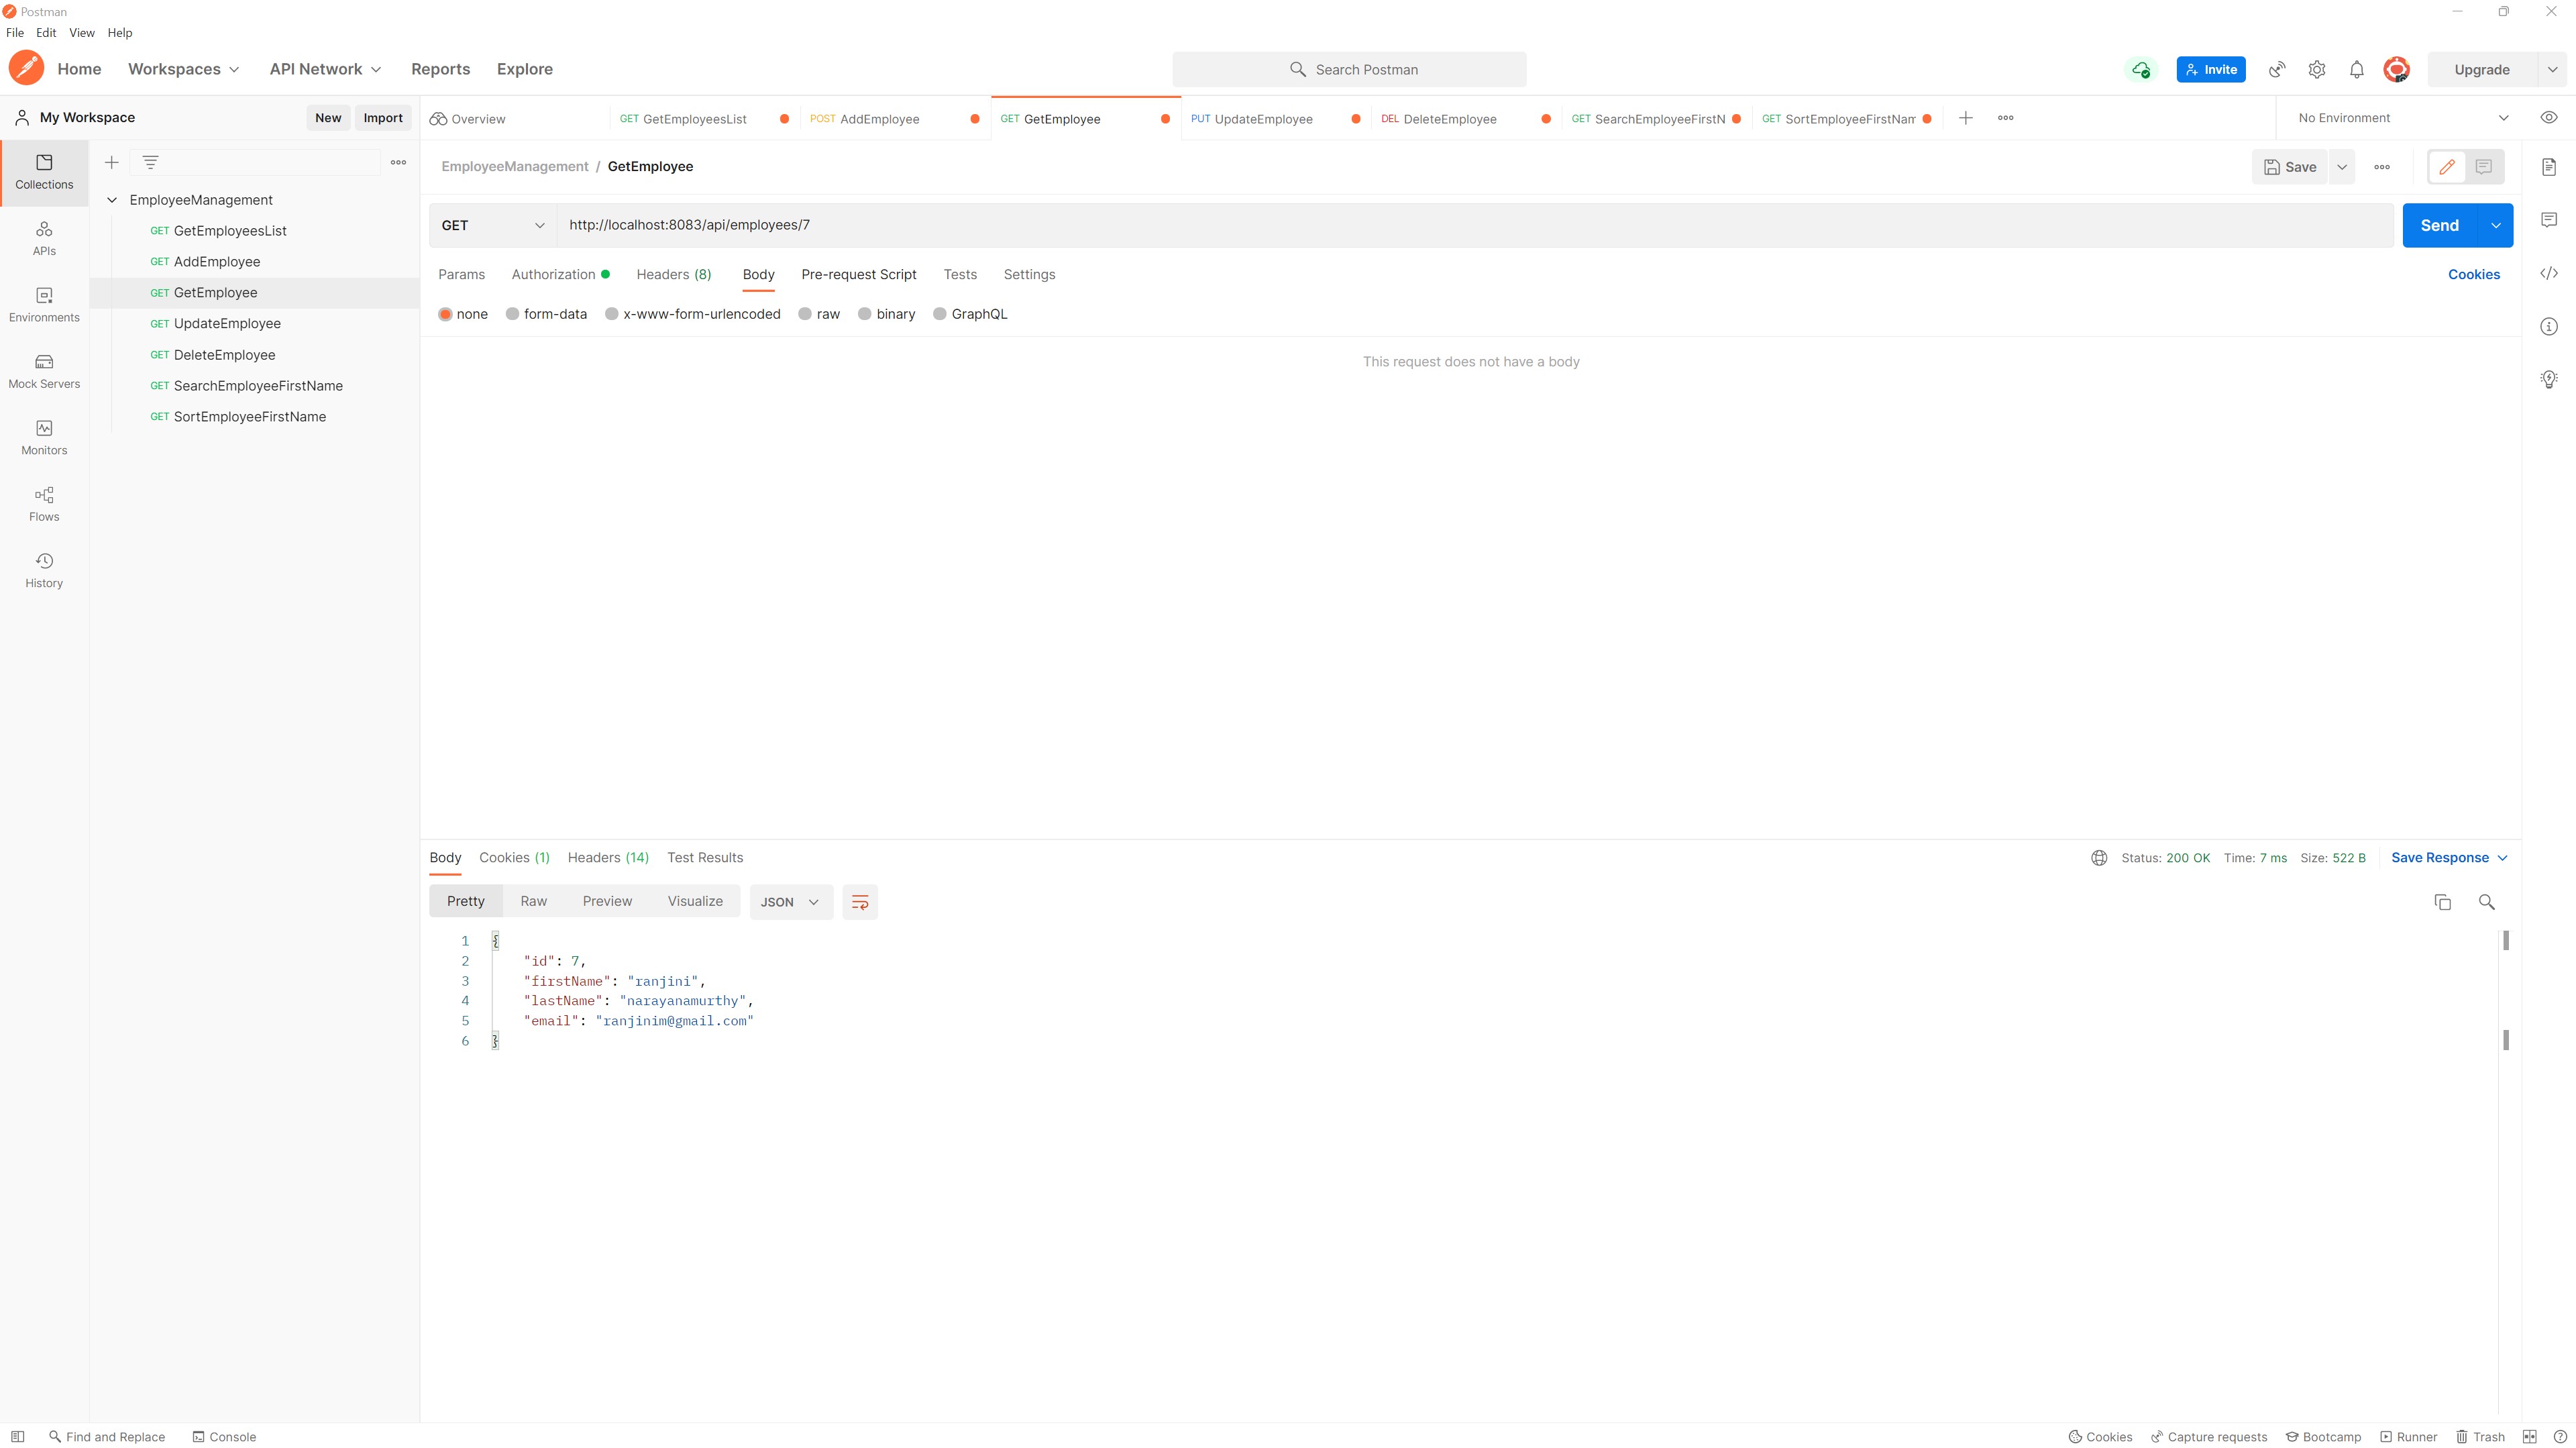 Postman
File Edit View Help
Home Workspaces API Network Reports Explore Search Postman Invite Upgrade
My Workspace New Import Overview GET GetEmployeesList POST AddEmployee GET GetEmployee PUT UpdateEmployee DEL DeleteEmployee GET SearchEmployeeFirstN GET SortEmployeeFirstNam No Environment
Collections
APIs
Environments
Mock Servers
Monitors
Flows
History
EmployeeManagement
GET GetEmployeesList
GET AddEmployee
GET GetEmployee
GET UpdateEmployee
GET DeleteEmployee
GET SearchEmployeeFirstName
GET SortEmployeeFirstName
EmployeeManagement / GetEmployee Save
GET http://localhost:8083/api/employees/7 Send
Params Authorization Headers (8) Body Pre-request Script Tests Settings Cookies
none form-data x-www-form-urlencoded raw binary GraphQL
This request does not have a body
Body Cookies (1) Headers (14) Test Results Status: 200 OK Time: 7 ms Size: 522 B Save Response
Pretty Raw Preview Visualize JSON
1 {
2 "id": 7,
3 "firstName": "ranjini",
4 "lastName": "narayanamurthy",
5 "email": "ranjinim@gmail.com"
6 }
Find and Replace Console Cookies Capture requests Bootcamp Runner Trash